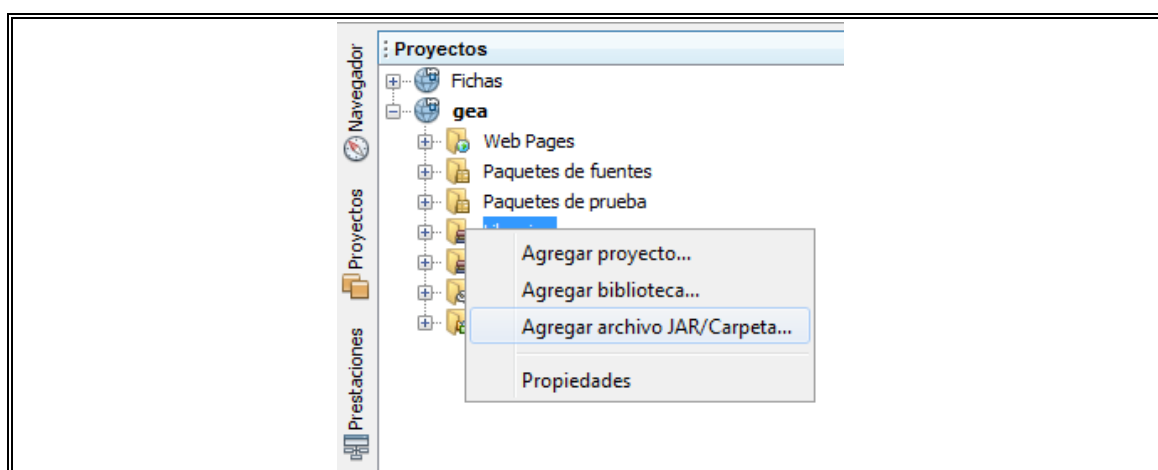 Proyectos
Fichas
gea
Web Pages
Paquetes de fuentes
Paquetes de prueba
Agregar proyecto...
Agregar biblioteca...
Agregar archivo JAR/Carpeta...
Propiedades
Navegador
Proyectos
Prestaciones